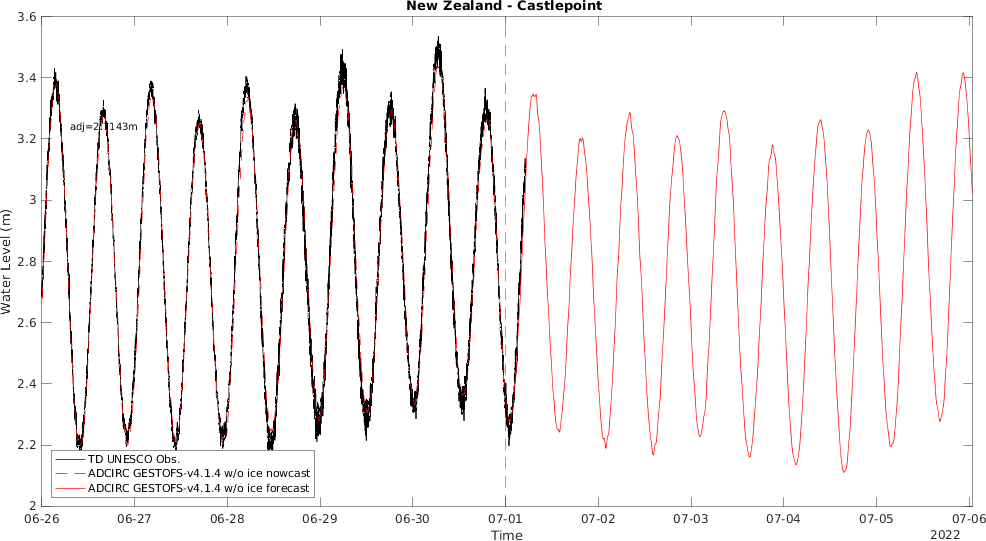 New Zealand - Castlepoint
3.6
3.4
3.2
3
2.8
2.6
2.4
2.2
2
Water Level (m)
TD UNESCO Obs.
ADCIRC GESTOFS-v4.1.4 w/o ice nowcast
ADCIRC GESTOFS-v4.1.4 w/o ice forecast
06-26 06-27 06-28 06-29 06-30 07-01 07-02 07-03 07-04 07-05 07-06
Time
2022